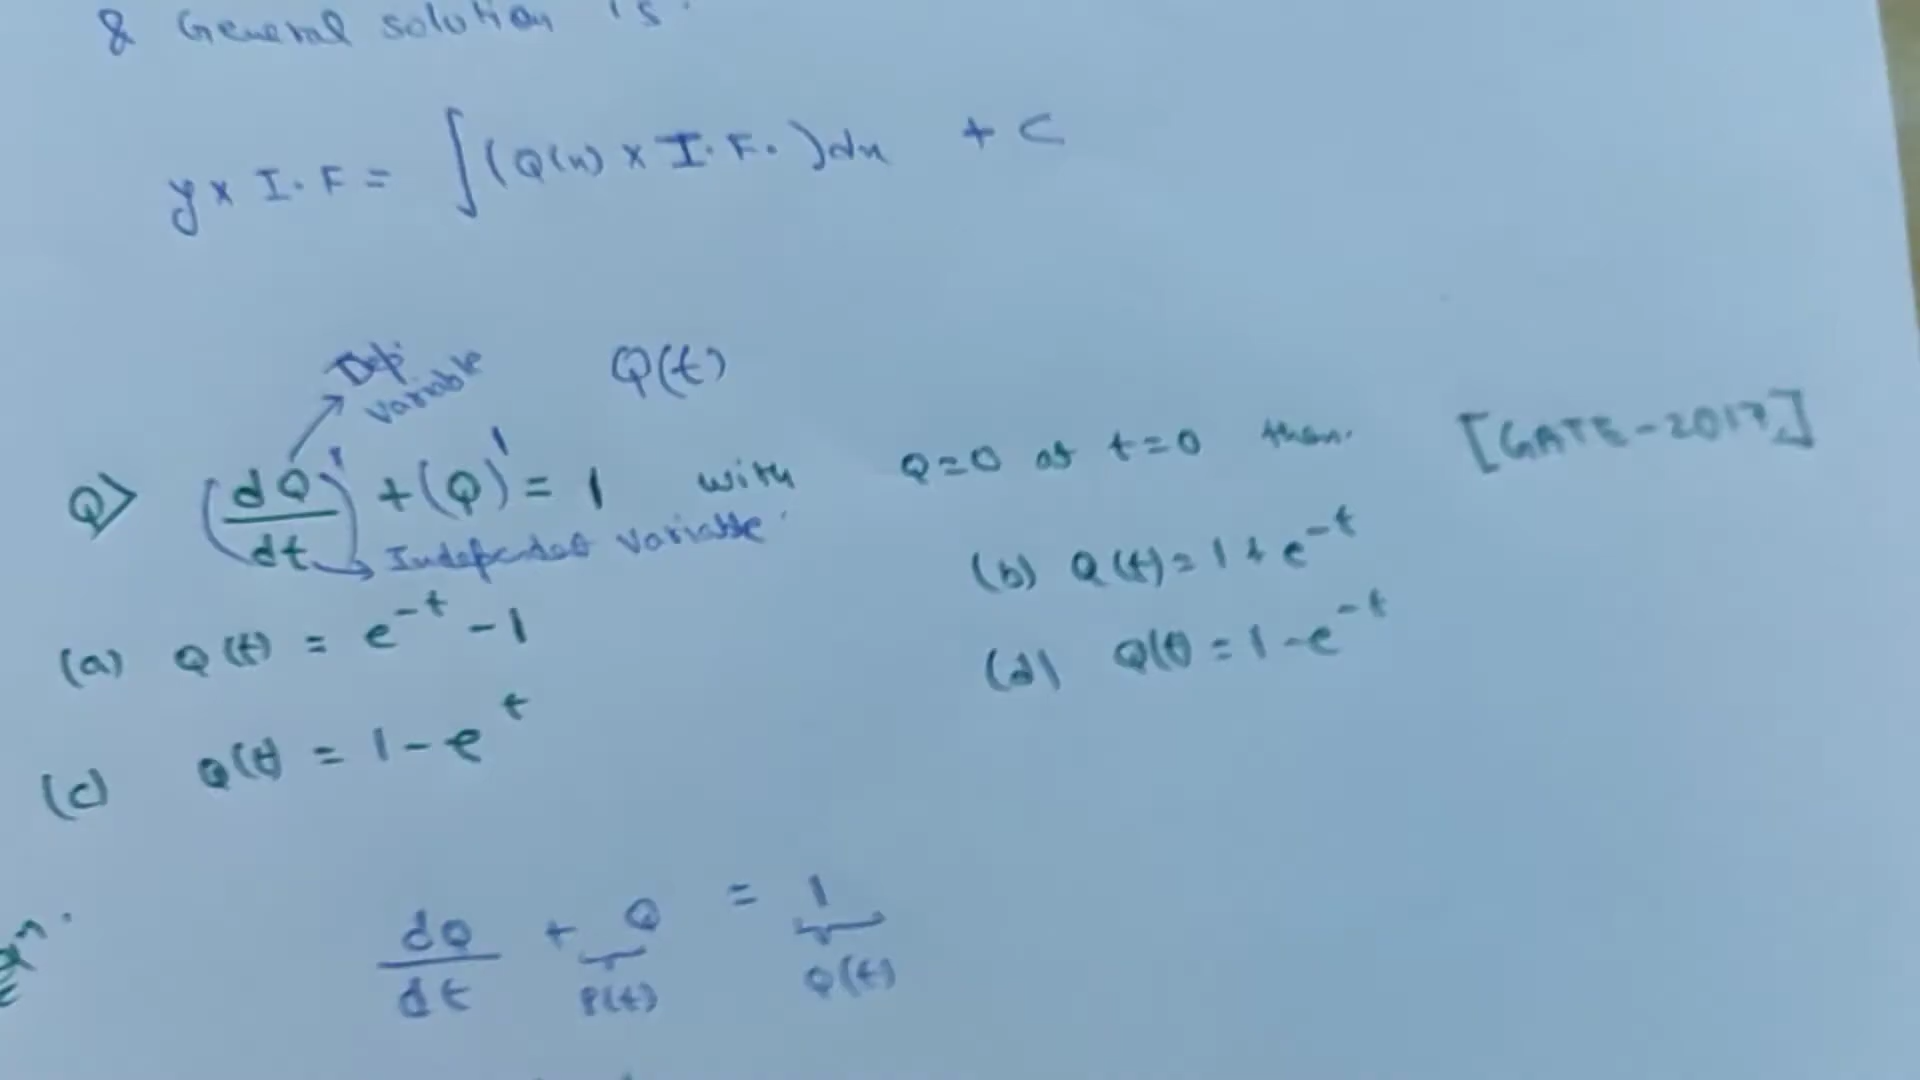 & General solution is
y x I.F = ∫(Q(n) x I.F.)dn + C
Dep. variable
Q(t)
Q> (dQ/dt)' + (Q)' = 1 with Q=0 at t=0 then. [GATE-2017]
Independent variable.
(a) Q(t) = e^-t - 1
(b) Q(t) = 1 + e^-t
(c) Q(t) = 1 - e^t
(d) Q(t) = 1 - e^-t
dQ/dt + Q = 1
P(t) Q(t)